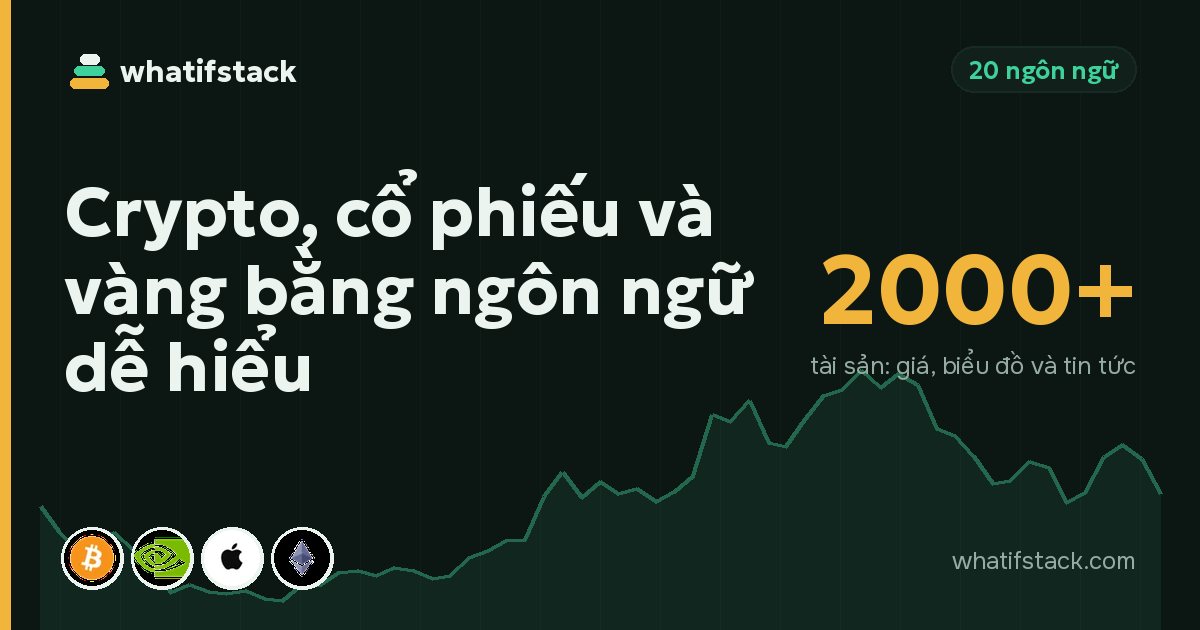 whatifstack
20 ngôn ngữ
Crypto, cổ phiếu và
vàng bằng ngôn ngữ
dễ hiểu
2000+
tài sản: giá, biểu đồ và tin tức
whatifstack.com